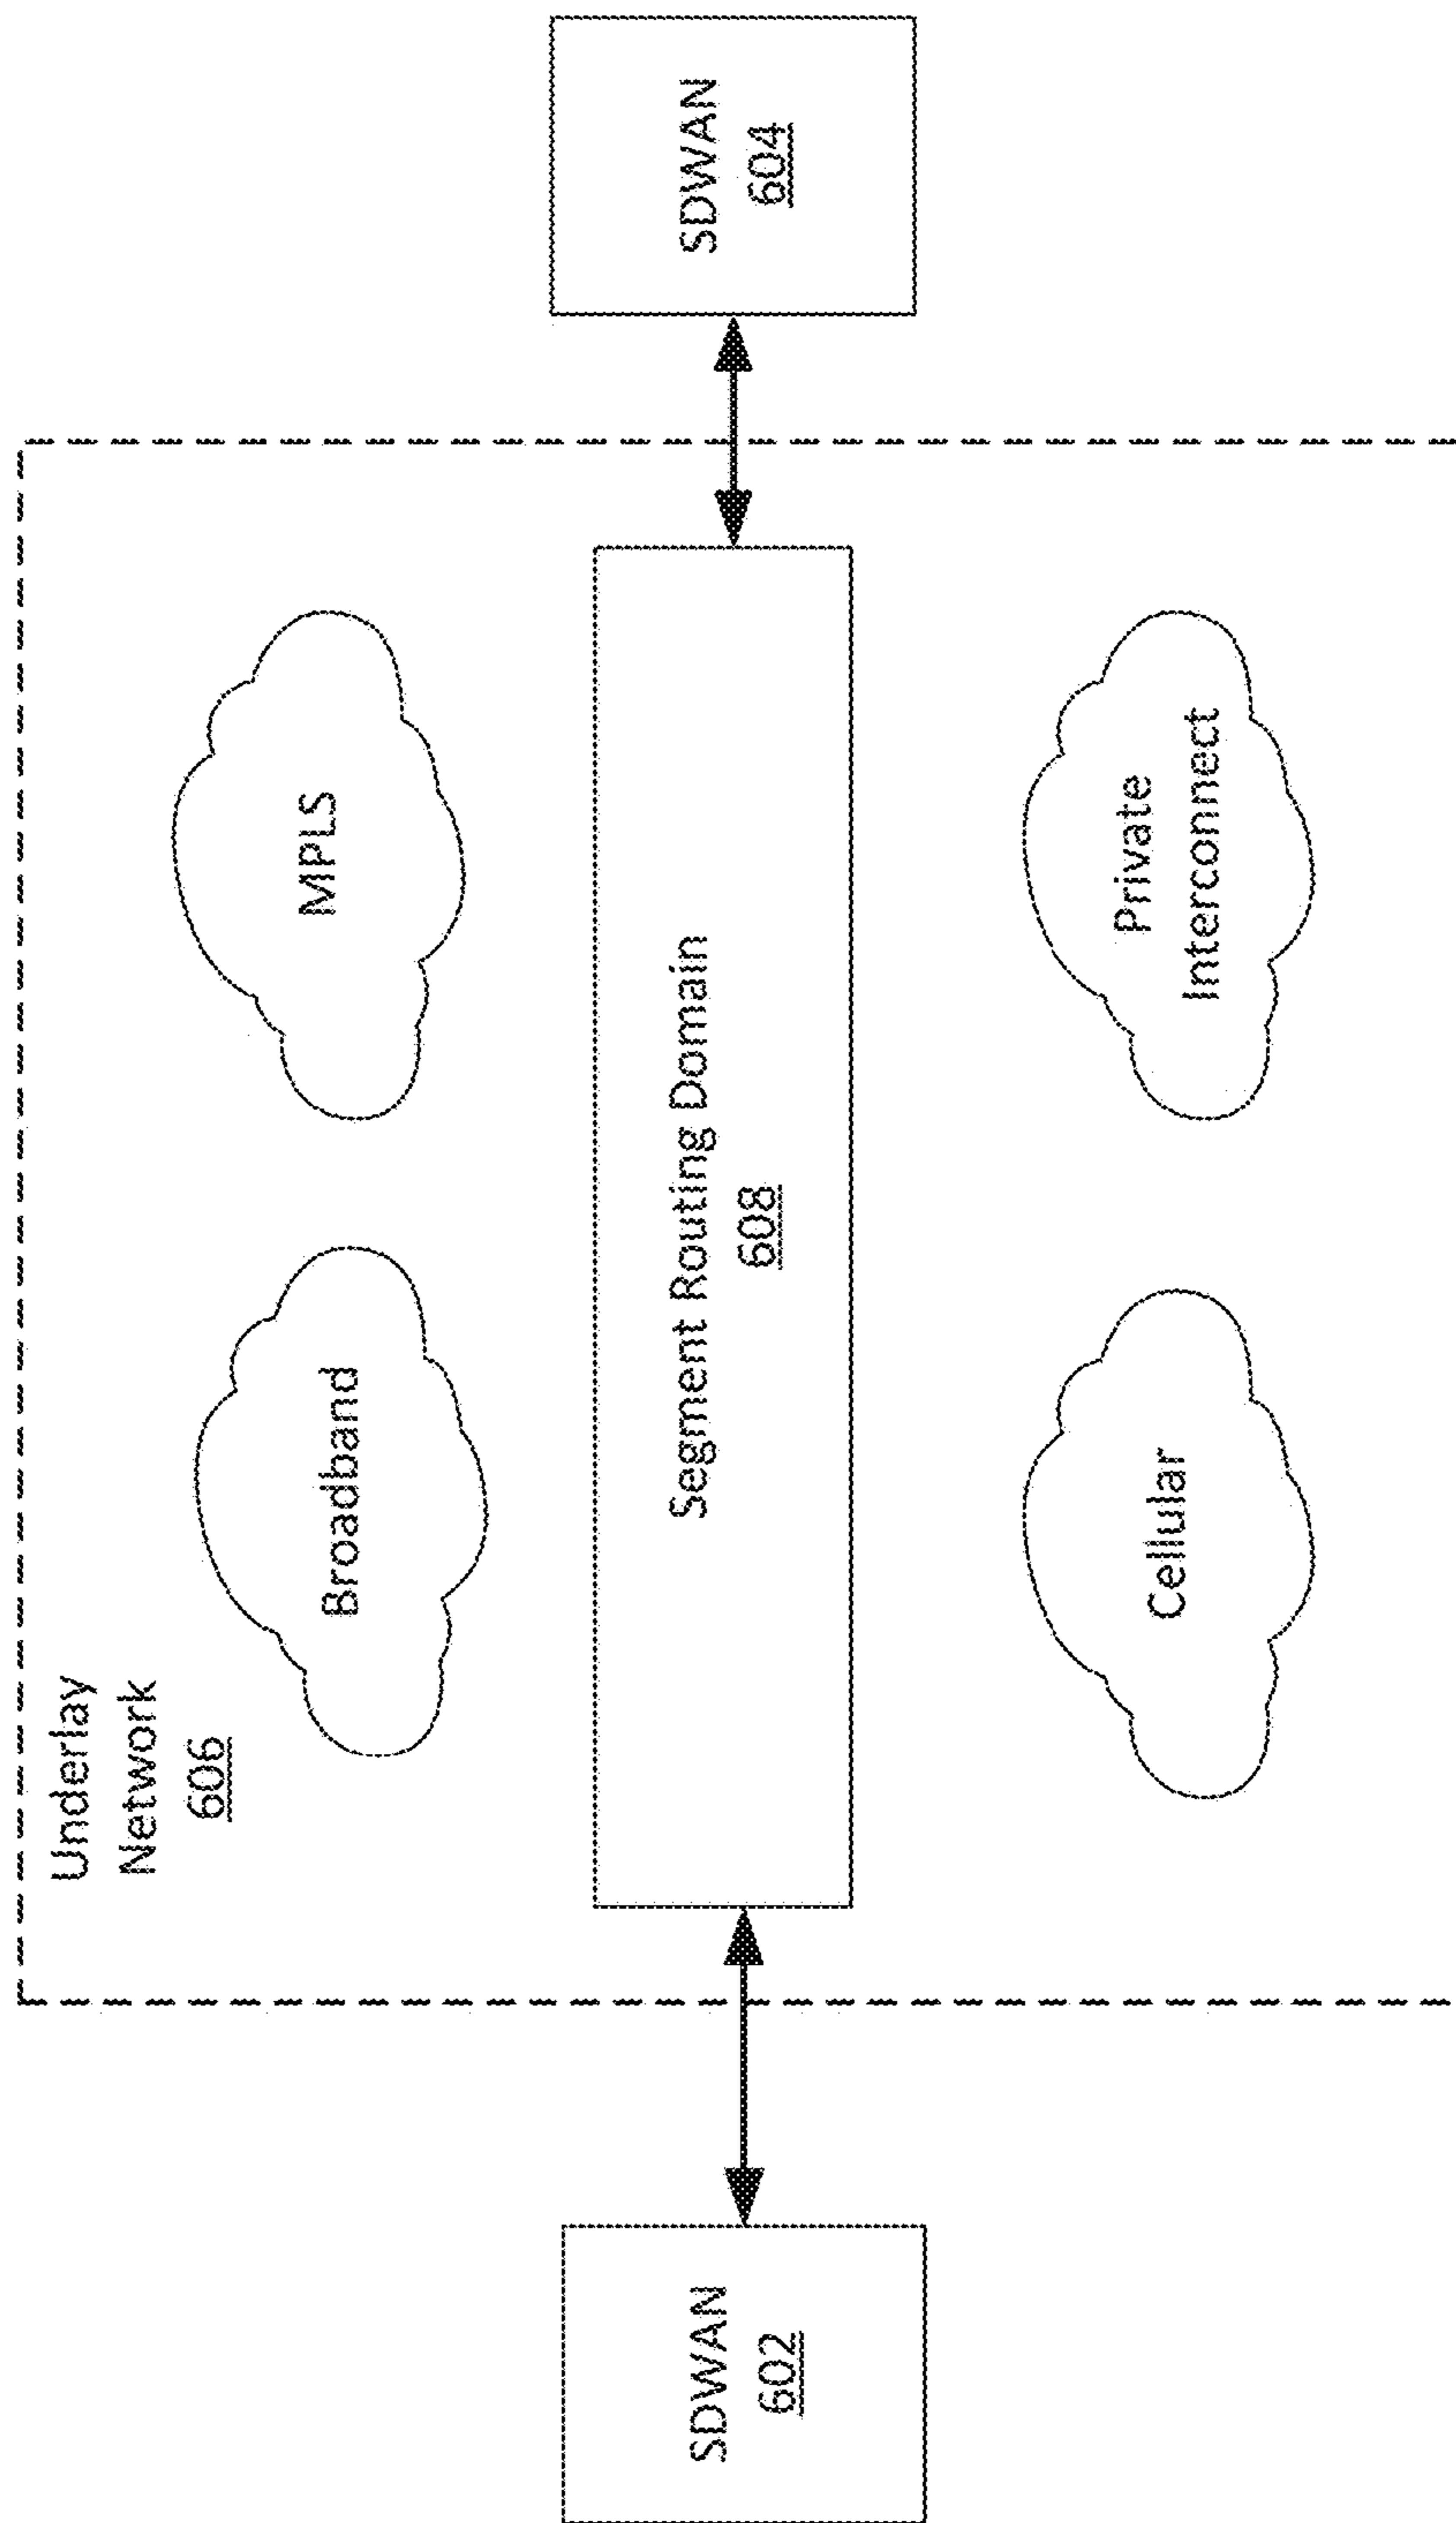 Underlay
Network
606
Broadband
MPLS
SDWAN
602
Segment Routing Domain
608
SDWAN
604
Cellular
Private
Interconnect